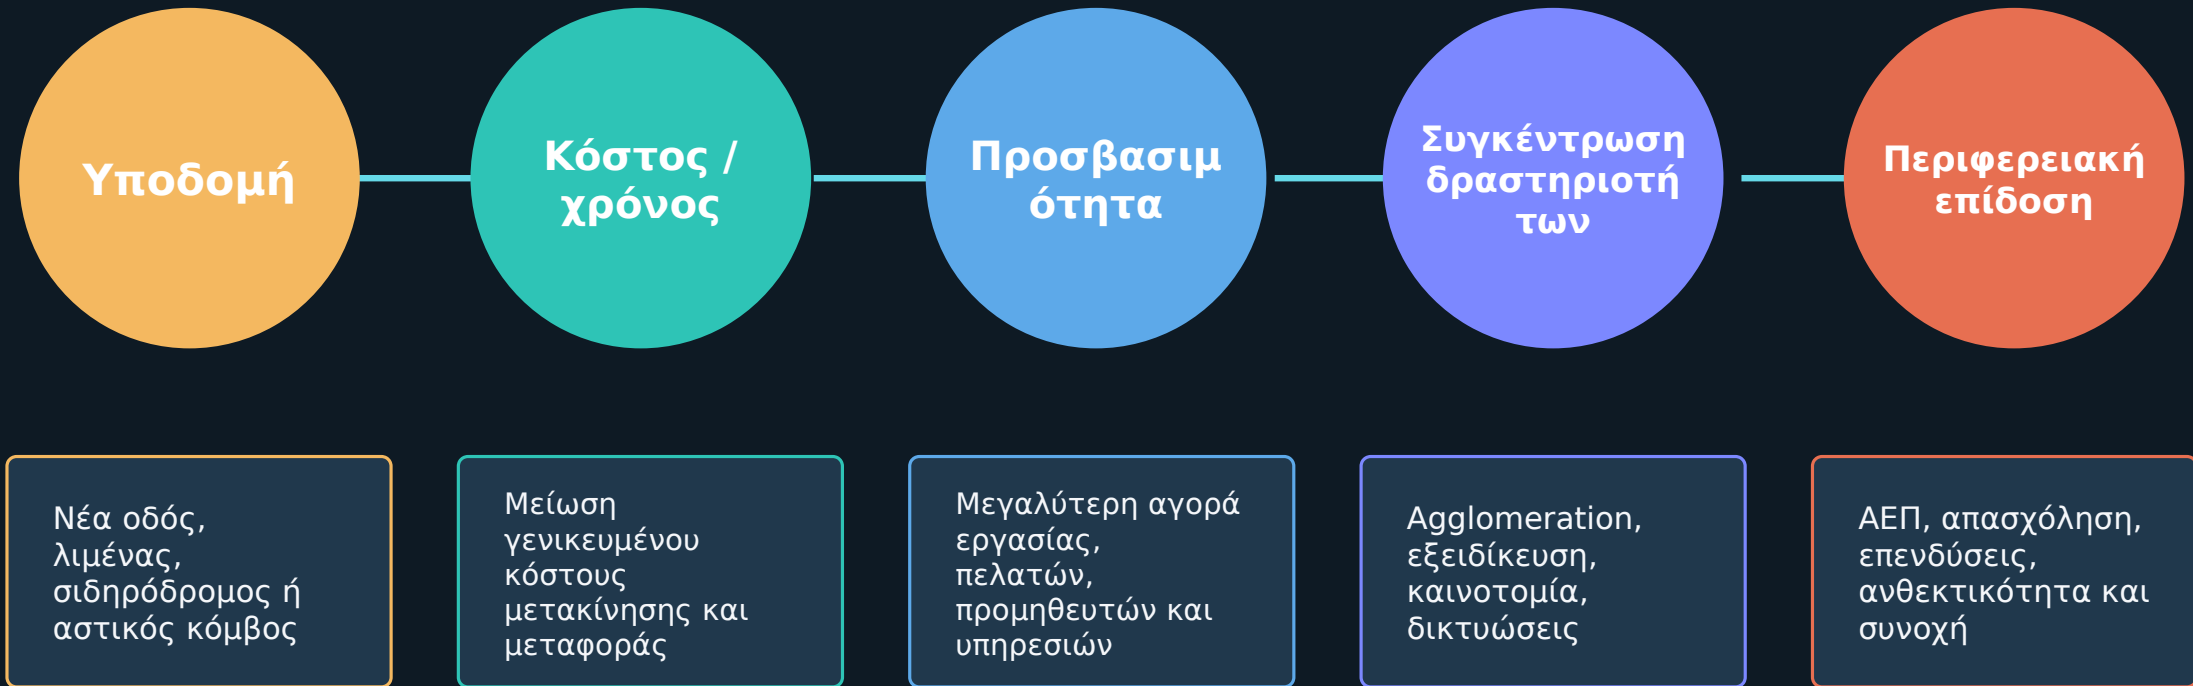 Υποδομή
Κόστος /
χρόνος
Προσβασιμ
ότητα
Συγκέντρωση
δραστηριοτή
των
Περιφερειακή
επίδοση
Νέα οδός,
λιμένας,
σιδηρόδρομος ή
αστικός κόμβος
Μείωση
γενικευμένου
κόστους
μετακίνησης και
μεταφοράς
Μεγαλύτερη αγορά
εργασίας,
πελατών,
προμηθευτών και
υπηρεσιών
Agglomeration,
εξειδίκευση,
καινοτομία,
δικτυώσεις
ΑΕΠ, απασχόληση,
επενδύσεις,
ανθεκτικότητα και
συνοχή